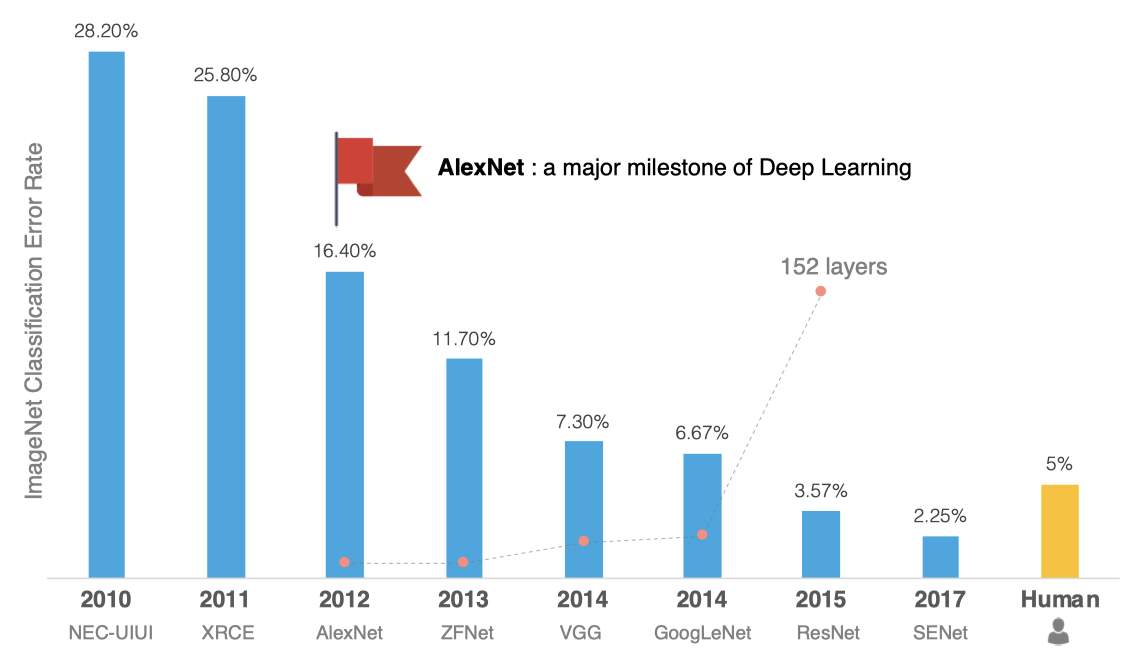 28.20%
25.80%
AlexNet : a major milestone of Deep Learning
16.40%
152 layers
11.70%
7.30%
6.67%
5%
3.57%
2.25%
ImageNet Classification Error Rate
2010 2011 2012 2013 2014 2014 2015 2017 Human
NEC-UIUI XRCE AlexNet ZFNet VGG GoogLeNet ResNet SENet